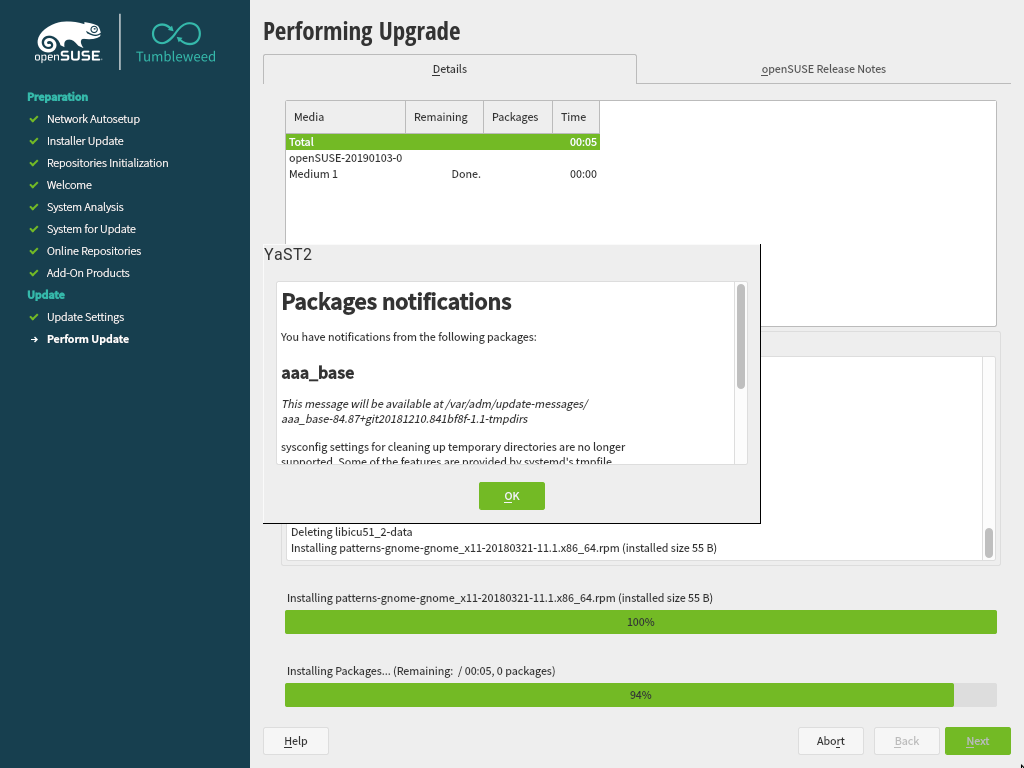 openSUSE
Tumbleweed
Preparation
Network Autosetup
Installer Update
Repositories Initialization
Welcome
System Analysis
System for Update
Online Repositories
Add-On Products
Update
Update Settings
Perform Update
Performing Upgrade
Details
openSUSE Release Notes
Media Remaining Packages Time
Total 00:05
openSUSE-20190103-0
Medium 1 Done. 00:00
YaST2
Packages notifications
You have notifications from the following packages:
aaa_base
This message will be available at /var/adm/update-messages/
aaa_base-84.87+git20181210.841bf8f-1.1-tmpdirs
sysconfig settings for cleaning up temporary directories are no longer
supported. Some of the features are provided by systemd's tmpfile
OK
Deleting libicu51_2-data
Installing patterns-gnome-gnome_x11-20180321-11.1.x86_64.rpm (installed size 55 B)
Installing patterns-gnome-gnome_x11-20180321-11.1.x86_64.rpm (installed size 55 B)
100%
Installing Packages... (Remaining: / 00:05, 0 packages)
94%
Help
Abort
Back
Next